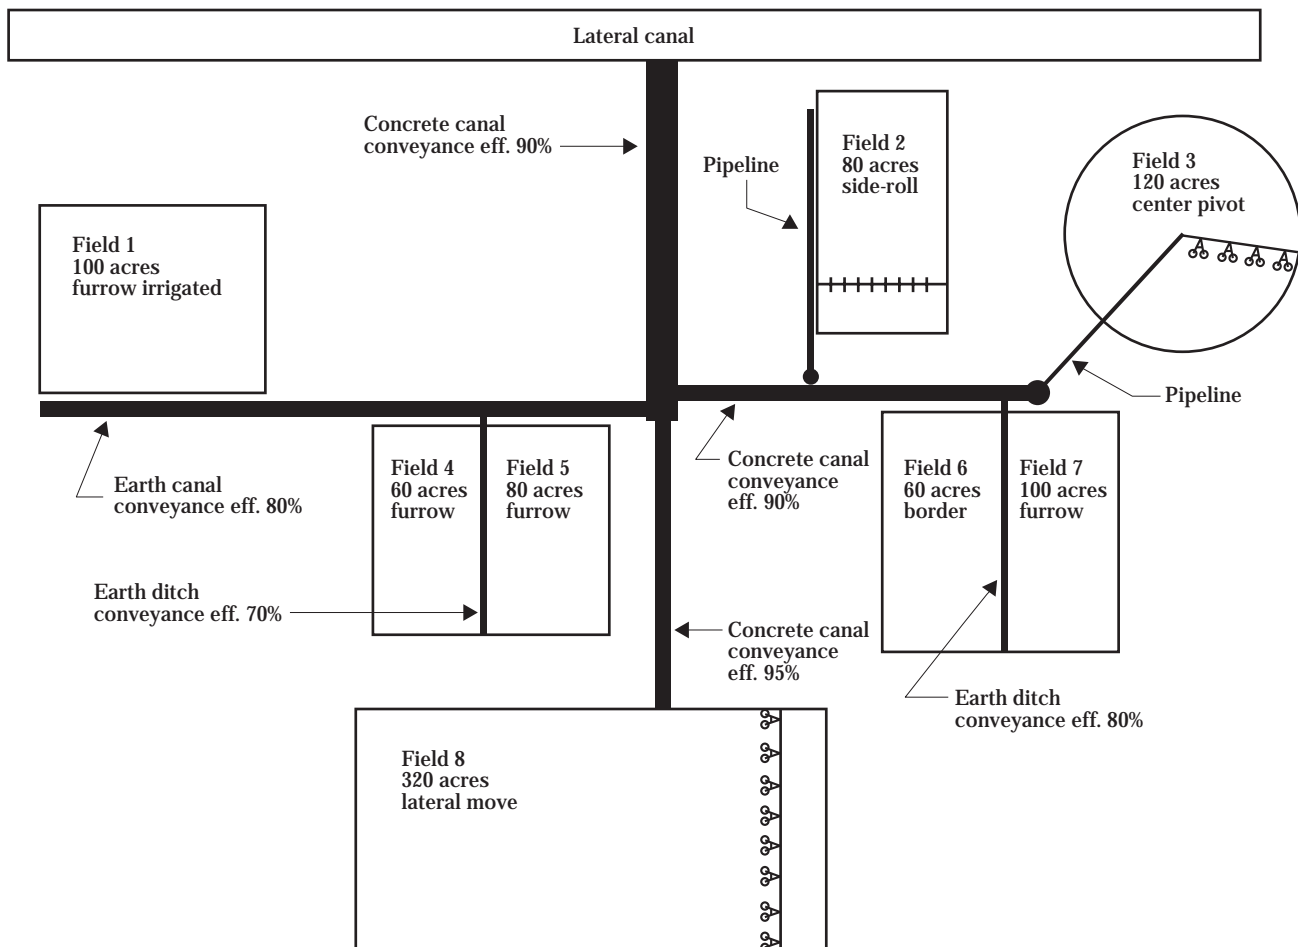 Lateral canal
Concrete canal
conveyance eff. 90%
Pipeline
Field 2
80 acres
side-roll
Field 3
120 acres
center pivot
Field 1
100 acres
furrow irrigated
Pipeline
Earth canal
conveyance eff. 80%
Field 4
60 acres
furrow
Field 5
80 acres
furrow
Concrete canal
conveyance
eff. 90%
Field 6
60 acres
border
Field 7
100 acres
furrow
Earth ditch
conveyance eff. 70%
Concrete canal
conveyance
eff. 95%
Earth ditch
conveyance eff. 80%
Field 8
320 acres
lateral move